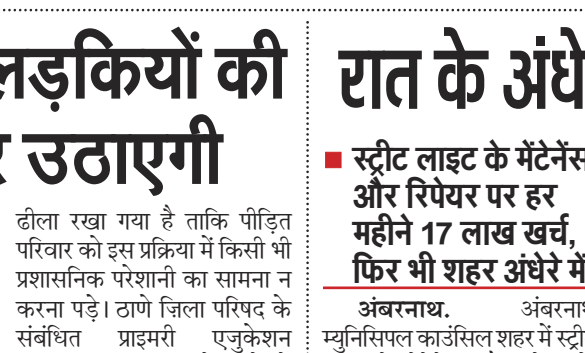 लड़कियों की
उठाएगी
ढीला रखा गया है ताकि पीड़ित
परिवार को इस प्रक्रिया में किसी भी
प्रशासनिक परेशानी का सामना न
करना पड़े। ठाणे ज़िला परिषद के
संबंधित प्राइमरी एजुकेशन
रात के अंधे
■ स्ट्रीट लाइट के मेंटेनेंस
और रिपेयर पर हर
महीने 17 लाख खर्च,
फिर भी शहर अंधेरे में
अंबरनाथ. अंबरनाथ
म्युनिसिपल काउंसिल शहर में स्ट्री